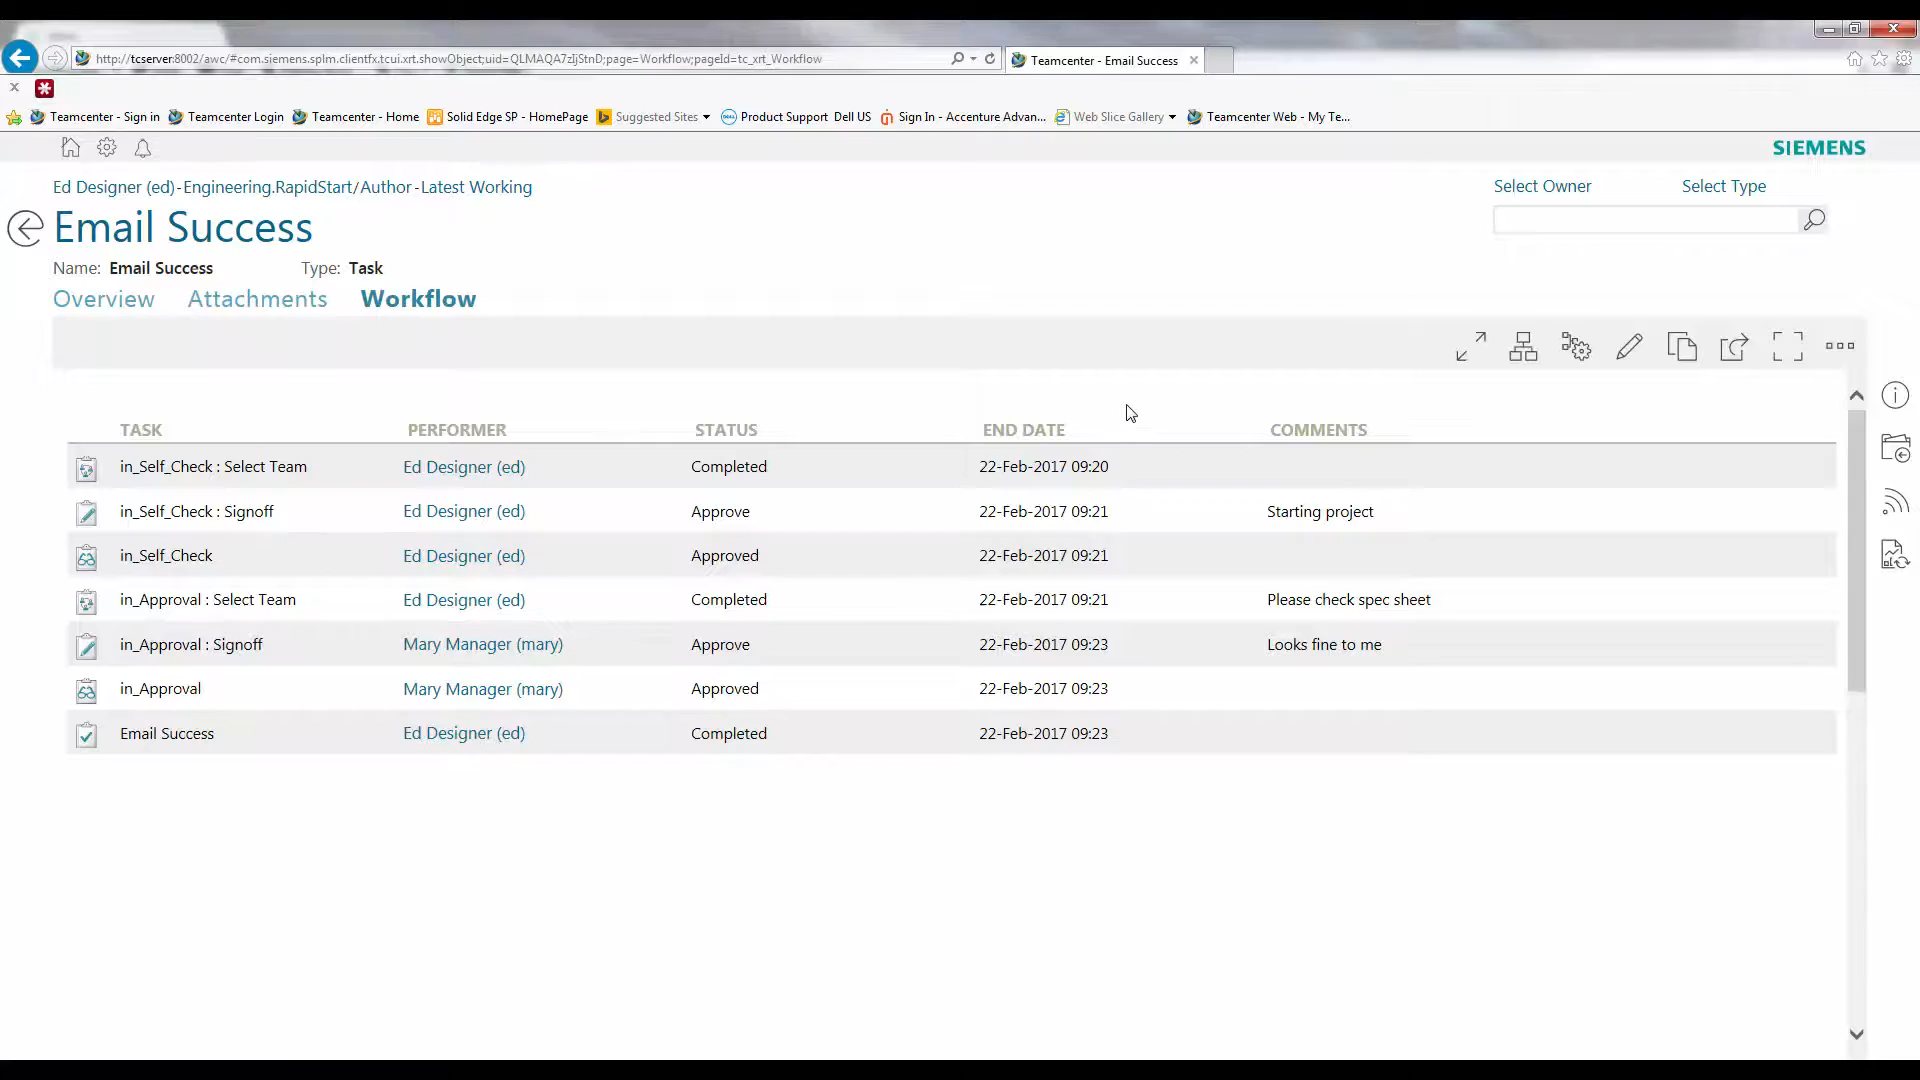 http://tcserver:8002/awc/#com.siemens.splm.clientfx.tcui.xrt.showObject;uid=QLMAQA7zIjStnD;page=Workflow;pageId=tc_xrt_Workflow
Teamcenter - Email Success
Teamcenter - Sign in
Teamcenter Login
Teamcenter - Home
Solid Edge SP - HomePage
Suggested Sites
Product Support Dell US
Sign In - Accenture Advan...
Web Slice Gallery
Teamcenter Web - My Te...
SIEMENS
Ed Designer (ed)-Engineering.RapidStart/Author-Latest Working
Select Owner
Select Type
Email Success
Name: Email Success
Type: Task
Overview
Attachments
Workflow
TASK PERFORMER STATUS END DATE COMMENTS
in_Self_Check : Select Team Ed Designer (ed) Completed 22-Feb-2017 09:20
in_Self_Check : Signoff Ed Designer (ed) Approve 22-Feb-2017 09:21 Starting project
in_Self_Check Ed Designer (ed) Approved 22-Feb-2017 09:21
in_Approval : Select Team Ed Designer (ed) Completed 22-Feb-2017 09:21 Please check spec sheet
in_Approval : Signoff Mary Manager (mary) Approve 22-Feb-2017 09:23 Looks fine to me
in_Approval Mary Manager (mary) Approved 22-Feb-2017 09:23
Email Success Ed Designer (ed) Completed 22-Feb-2017 09:23